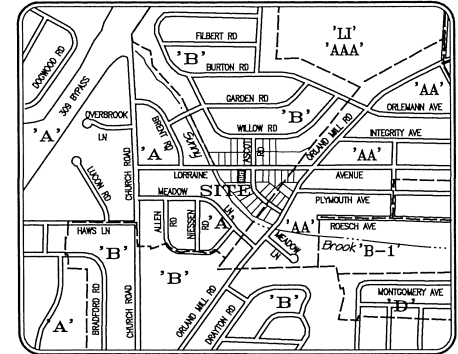 FILBERT RD
'LI'
'AAA'
'B'
DOGWOOD RD
BURTON RD
309 BYPASS
'AA'
GARDEN RD
'B'
ORLEMANN AVE
OVERBROOK
LN
WILLOW RD
INTEGRITY AVE
'A'
BRENT RD
Sunny
ASCOT
RD
ORLAND MILL RD
'A'
'AA'
LUCON RD
CHURCH ROAD
LORRAINE
AVENUE
MEADOW
LN
SITE
PLYMOUTH AVE
ALLEN
RD
NIESSEN
RD
'A'
'AA'
ROESCH AVE
HAWS LN
'B'
MEADOW
LN
Brook
'B-1'
'B'
BRADFORD RD
CHURCH ROAD
ORLAND MILL RD
'B'
MONTGOMERY AVE
'D'
'A'
DRAYTON RD